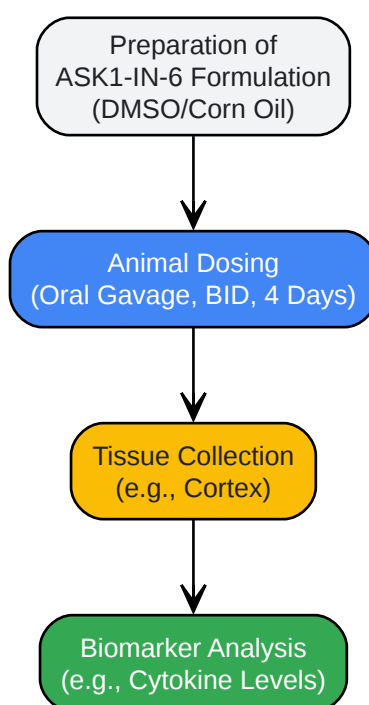 Preparation of
ASK1-IN-6 Formulation
(DMSO/Corn Oil)
Animal Dosing
(Oral Gavage, BID, 4 Days)
Tissue Collection
(e.g., Cortex)
Biomarker Analysis
(e.g., Cytokine Levels)